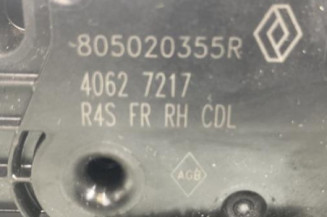 805020355R
4062 7217
R4S FR RH CDL
AGB